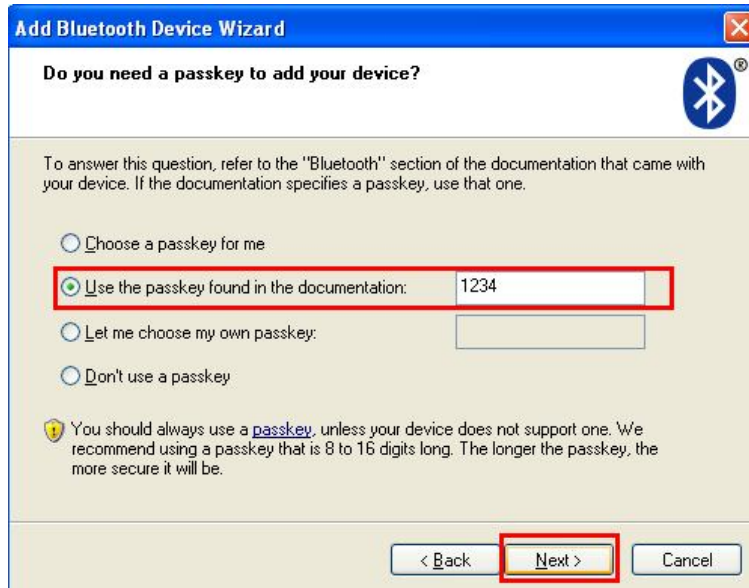 Add Bluetooth Device Wizard
Do you need a passkey to add your device?
®
To answer this question, refer to the "Bluetooth" section of the documentation that came with
your device. If the documentation specifies a passkey, use that one.
Choose a passkey for me
Use the passkey found in the documentation: 1234
Let me choose my own passkey:
Don't use a passkey
You should always use a passkey, unless your device does not support one. We
recommend using a passkey that is 8 to 16 digits long. The longer the passkey, the
more secure it will be.
< Back Next > Cancel